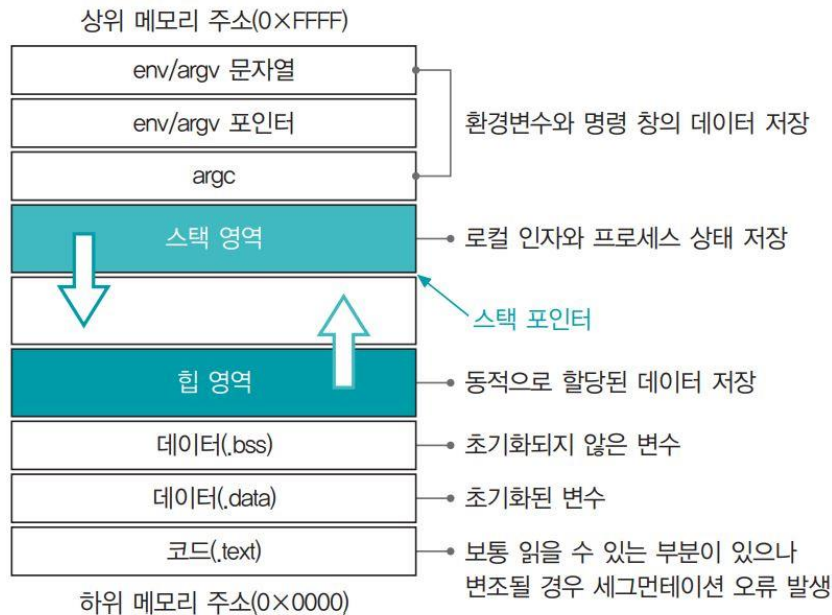 상위 메모리 주소(0×FFFF)
env/argv 문자열
env/argv 포인터
환경변수와 명령 창의 데이터 저장
argc
스택 영역
로컬 인자와 프로세스 상태 저장
스택 포인터
힙 영역
동적으로 할당된 데이터 저장
데이터(.bss)
초기화되지 않은 변수
데이터(.data)
초기화된 변수
코드(.text)
보통 읽을 수 있는 부분이 있으나
변조될 경우 세그먼테이션 오류 발생
하위 메모리 주소(0×0000)